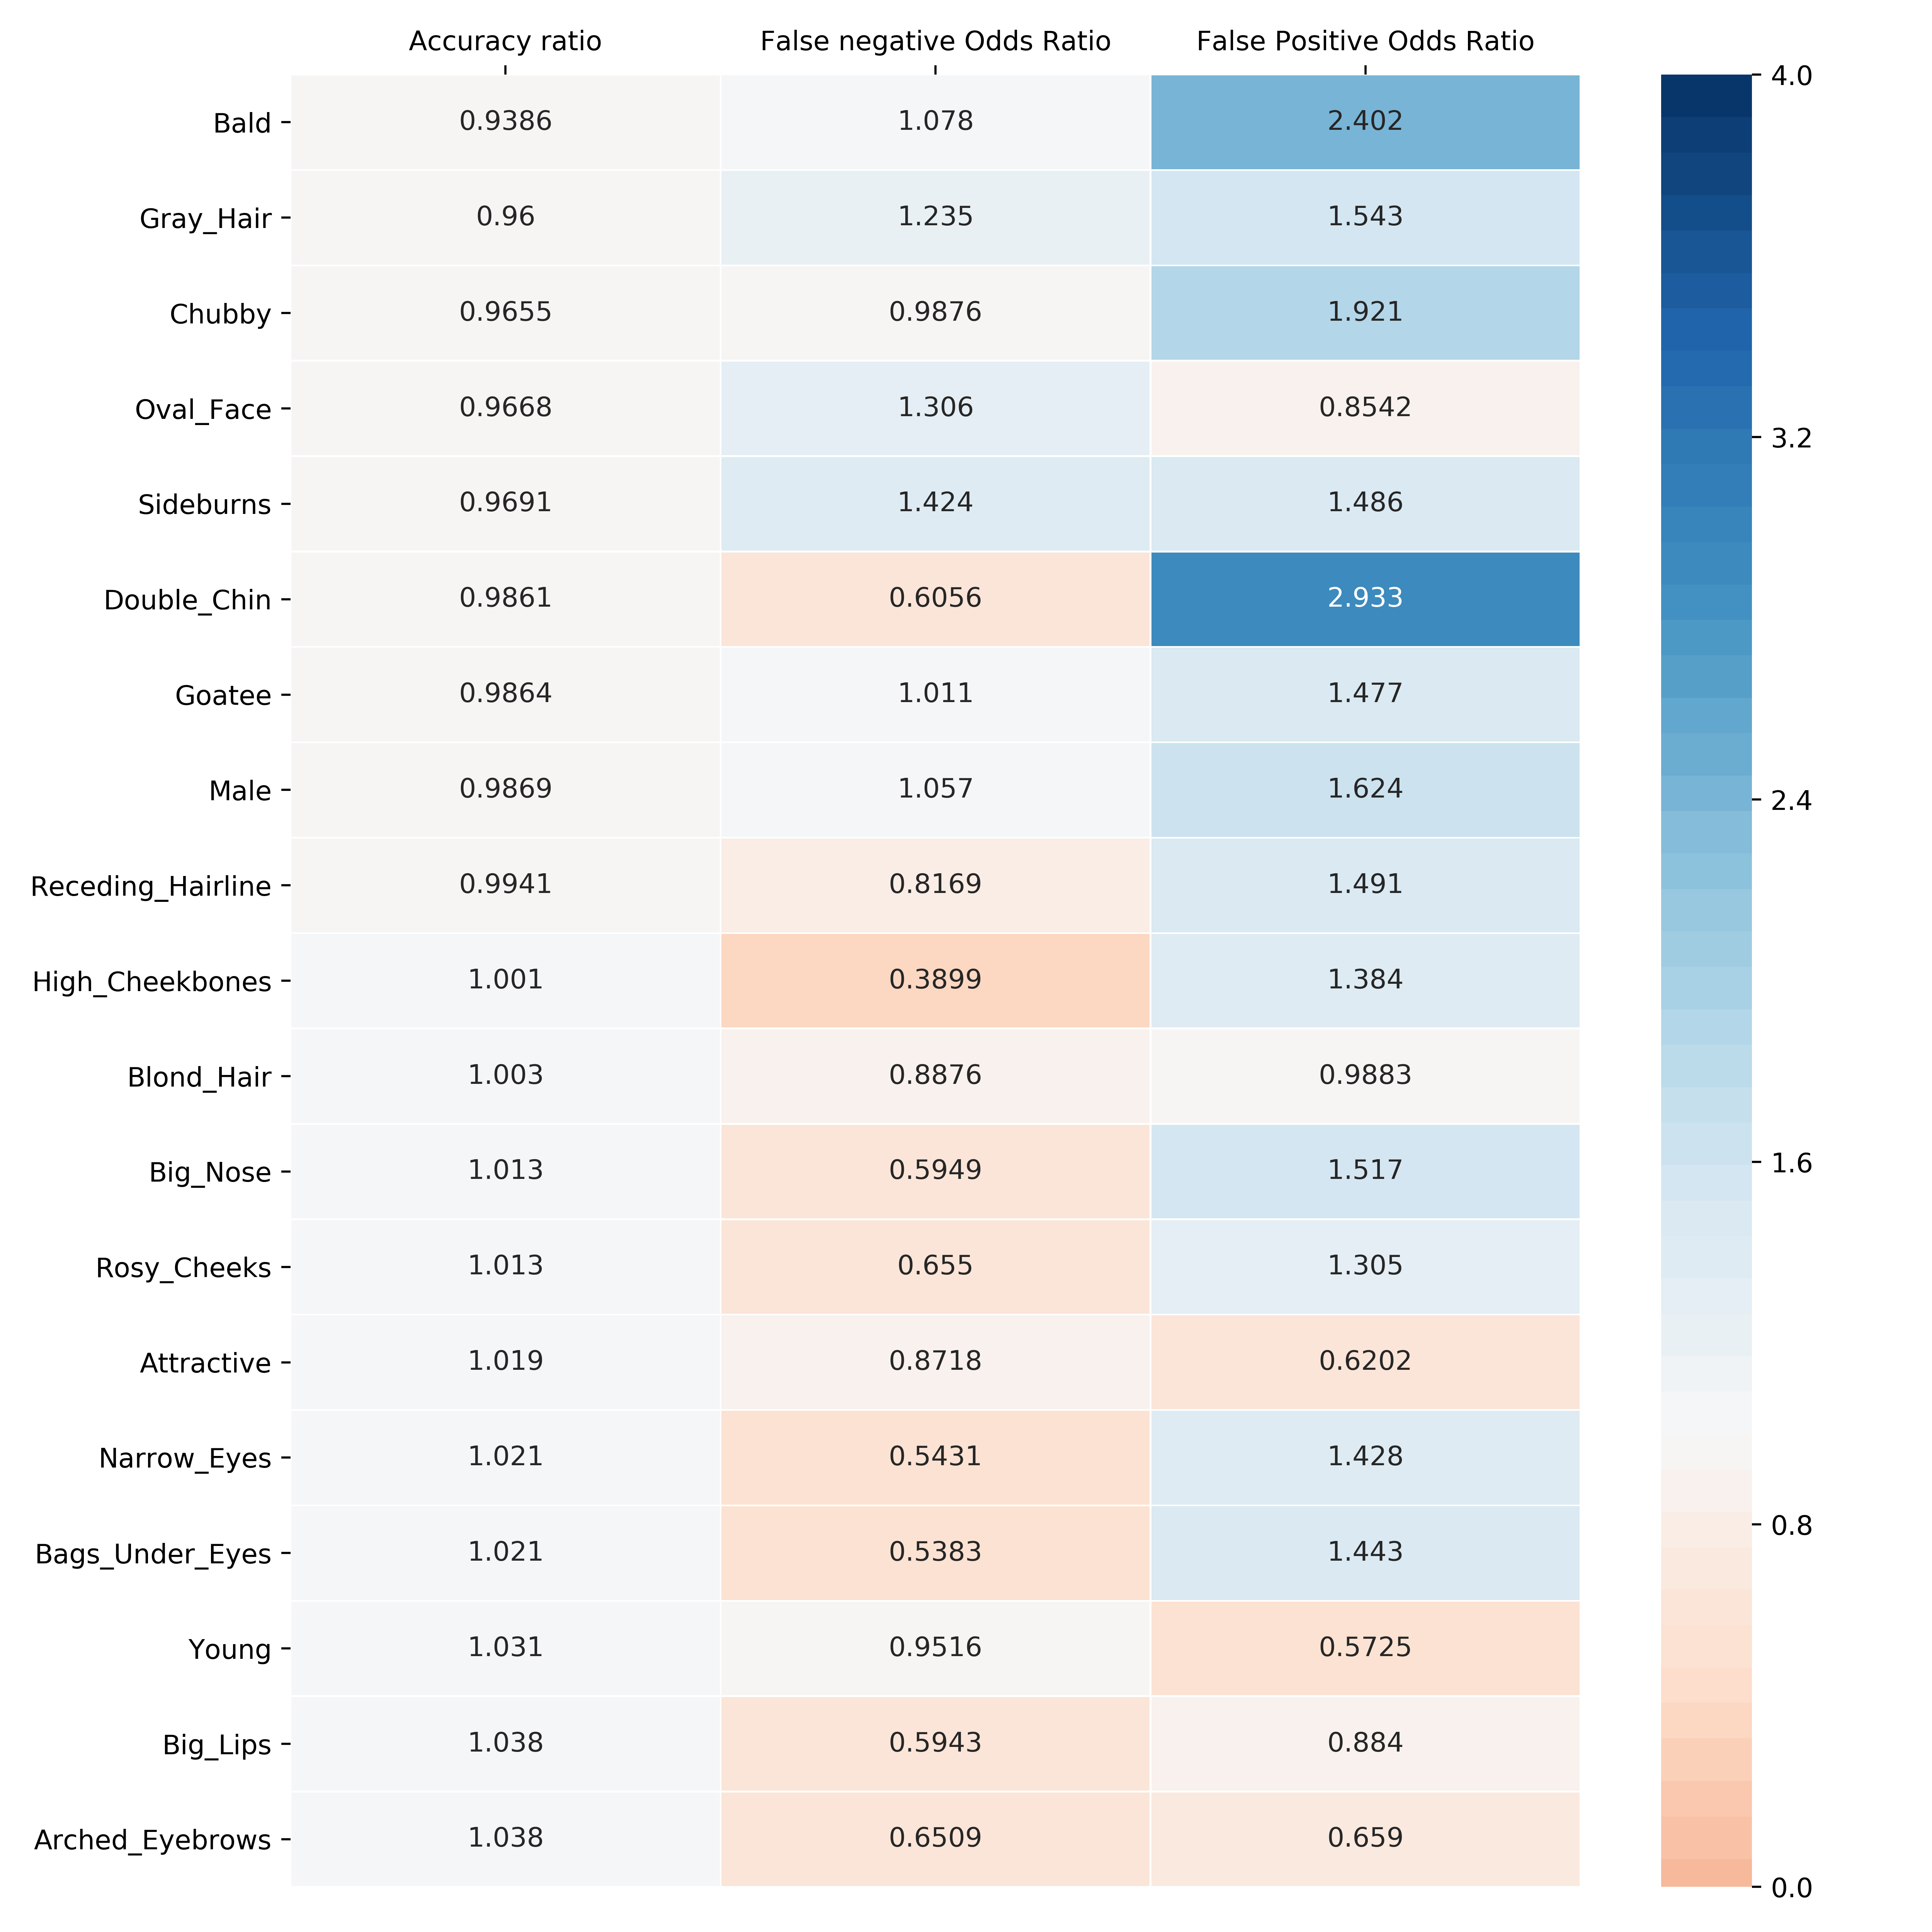 Accuracy ratio False negative Odds Ratio False Positive Odds Ratio
4.0
Bald 0.9386 1.078 2.402
Gray_Hair 0.96 1.235 1.543
Chubby 0.9655 0.9876 1.921
Oval_Face 0.9668 1.306 0.8542
3.2
Sideburns 0.9691 1.424 1.486
Double_Chin 0.9861 0.6056 2.933
Goatee 0.9864 1.011 1.477
Male 0.9869 1.057 1.624
2.4
Receding_Hairline 0.9941 0.8169 1.491
High_Cheekbones 1.001 0.3899 1.384
Blond_Hair 1.003 0.8876 0.9883
Big_Nose 1.013 0.5949 1.517
1.6
Rosy_Cheeks 1.013 0.655 1.305
Attractive 1.019 0.8718 0.6202
Narrow_Eyes 1.021 0.5431 1.428
0.8
Bags_Under_Eyes 1.021 0.5383 1.443
Young 1.031 0.9516 0.5725
Big_Lips 1.038 0.5943 0.884
Arched_Eyebrows 1.038 0.6509 0.659
0.0